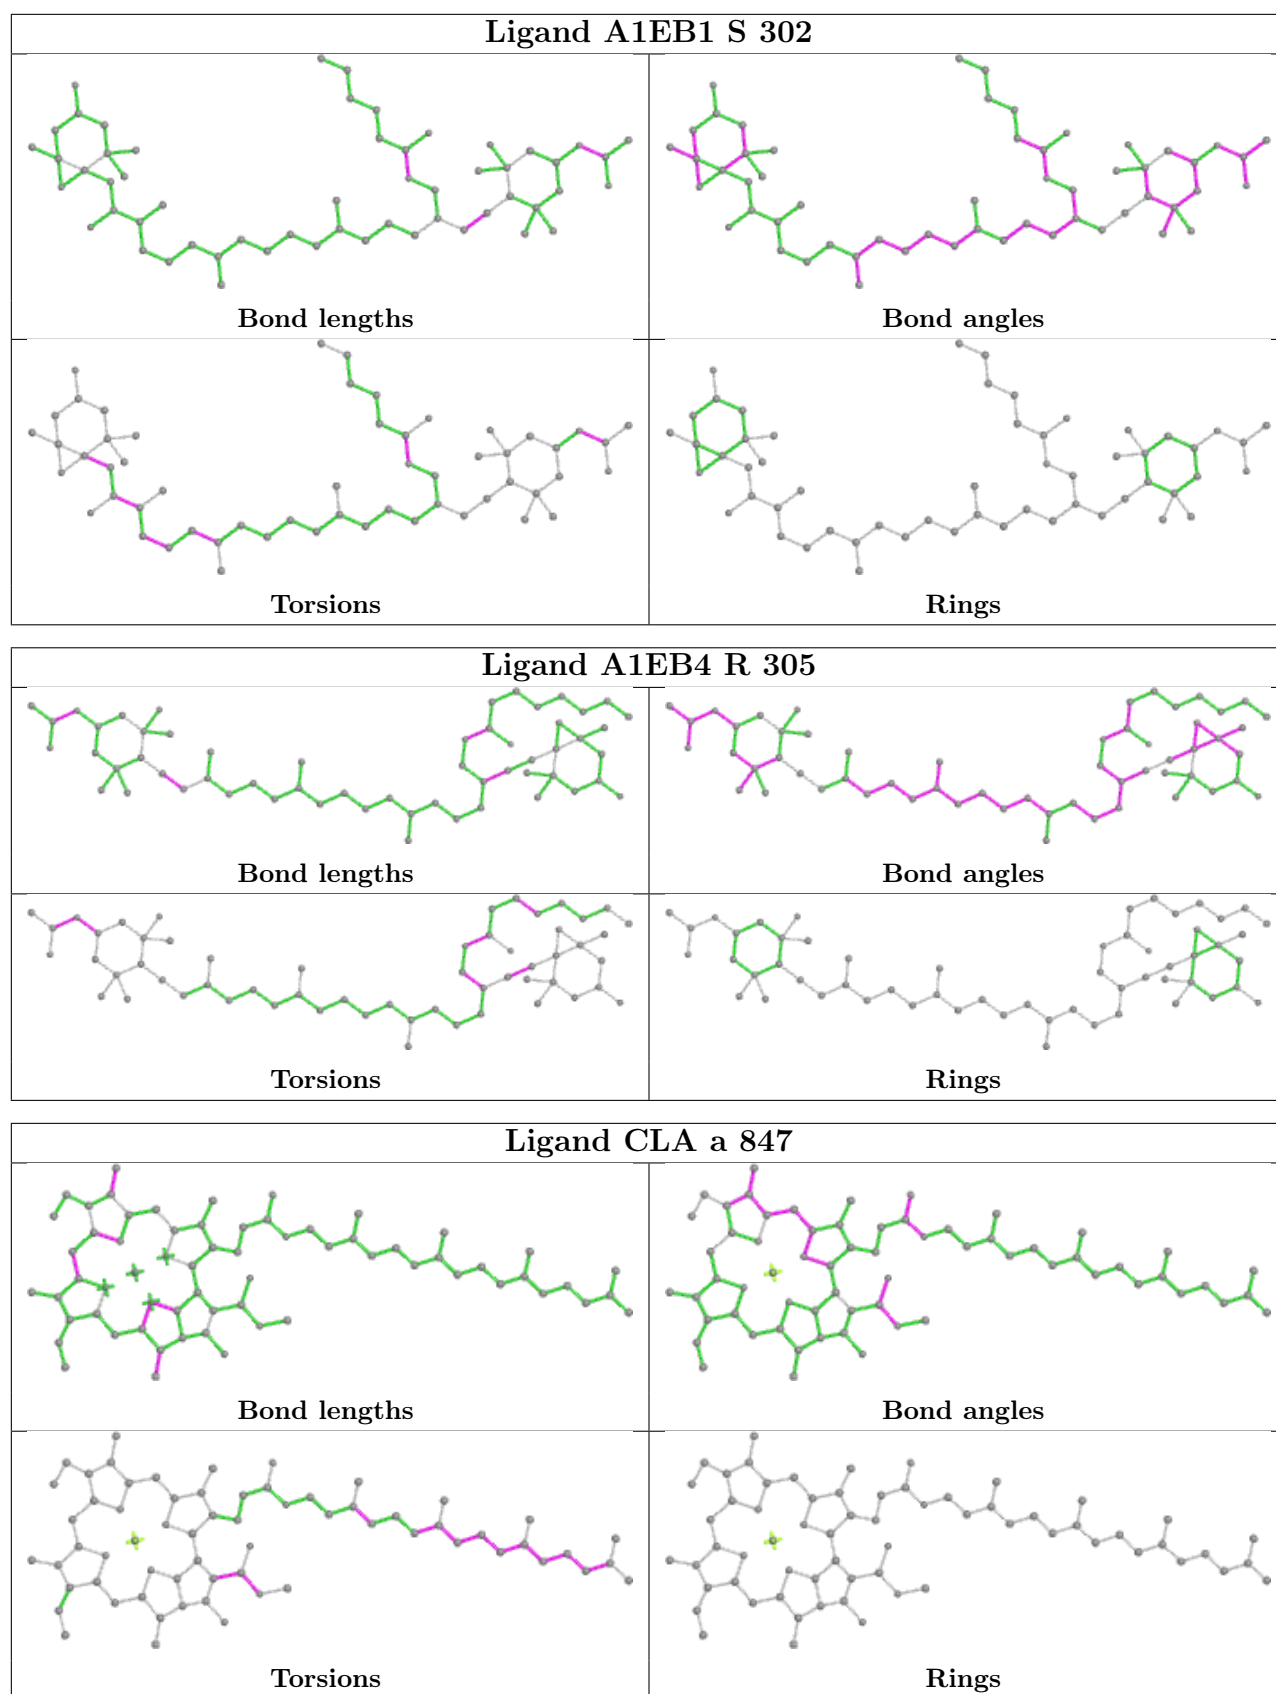 Ligand A1EB1 S 302
Bond lengths
Bond angles
Torsions
Rings
Ligand A1EB4 R 305
Bond lengths
Bond angles
Torsions
Rings
Ligand CLA a 847
Bond lengths
Bond angles
Torsions
Rings